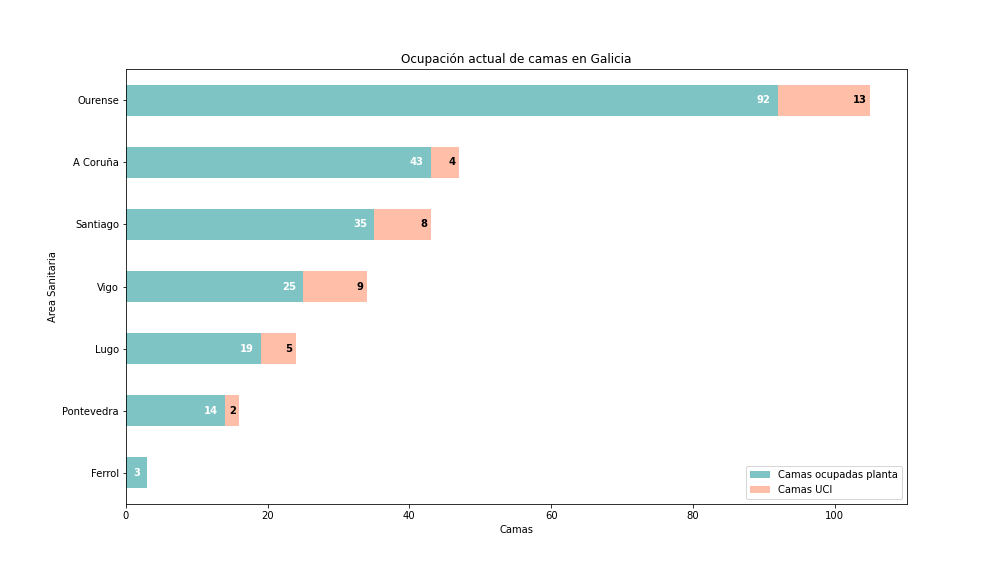 Ocupación actual de camas en Galicia
Area Sanitaria
Ourense 92 13
A Coruña 43 4
Santiago 35 8
Vigo 25 9
Lugo 19 5
Pontevedra 14 2
Ferrol 3
Camas ocupadas planta
Camas UCI
0 20 40 60 80 100
Camas